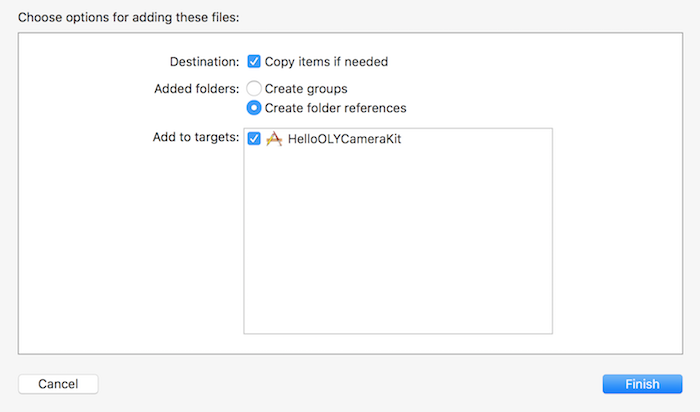 Choose options for adding these files:
Destination: Copy items if needed
Added folders: Create groups
Create folder references
Add to targets: HelloOLYCameraKit
Cancel Finish